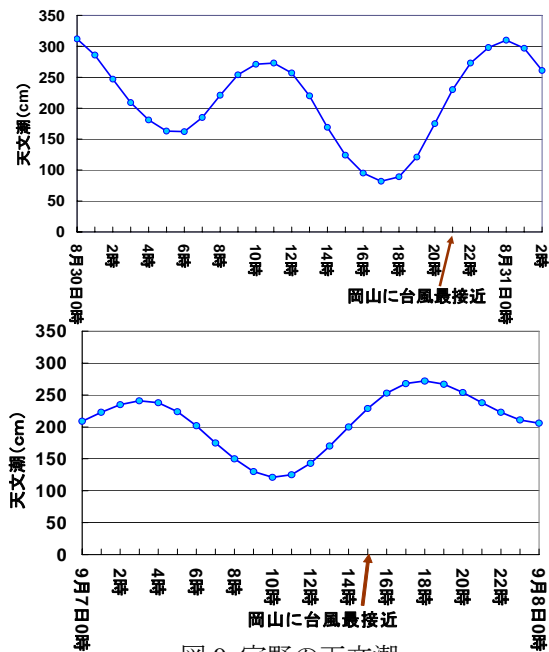 350
300
250
200
150
100
50
0
天文潮(cm)
8月30日0時
2時
4時
6時
8時
10時
12時
14時
16時
18時
20時
22時
8月31日0時
2時
岡山に台風最接近
350
300
250
200
150
100
50
0
天文潮(cm)
9月7日0時
2時
4時
6時
8時
10時
12時
14時
16時
18時
20時
22時
9月8日0時
岡山に台風最接近